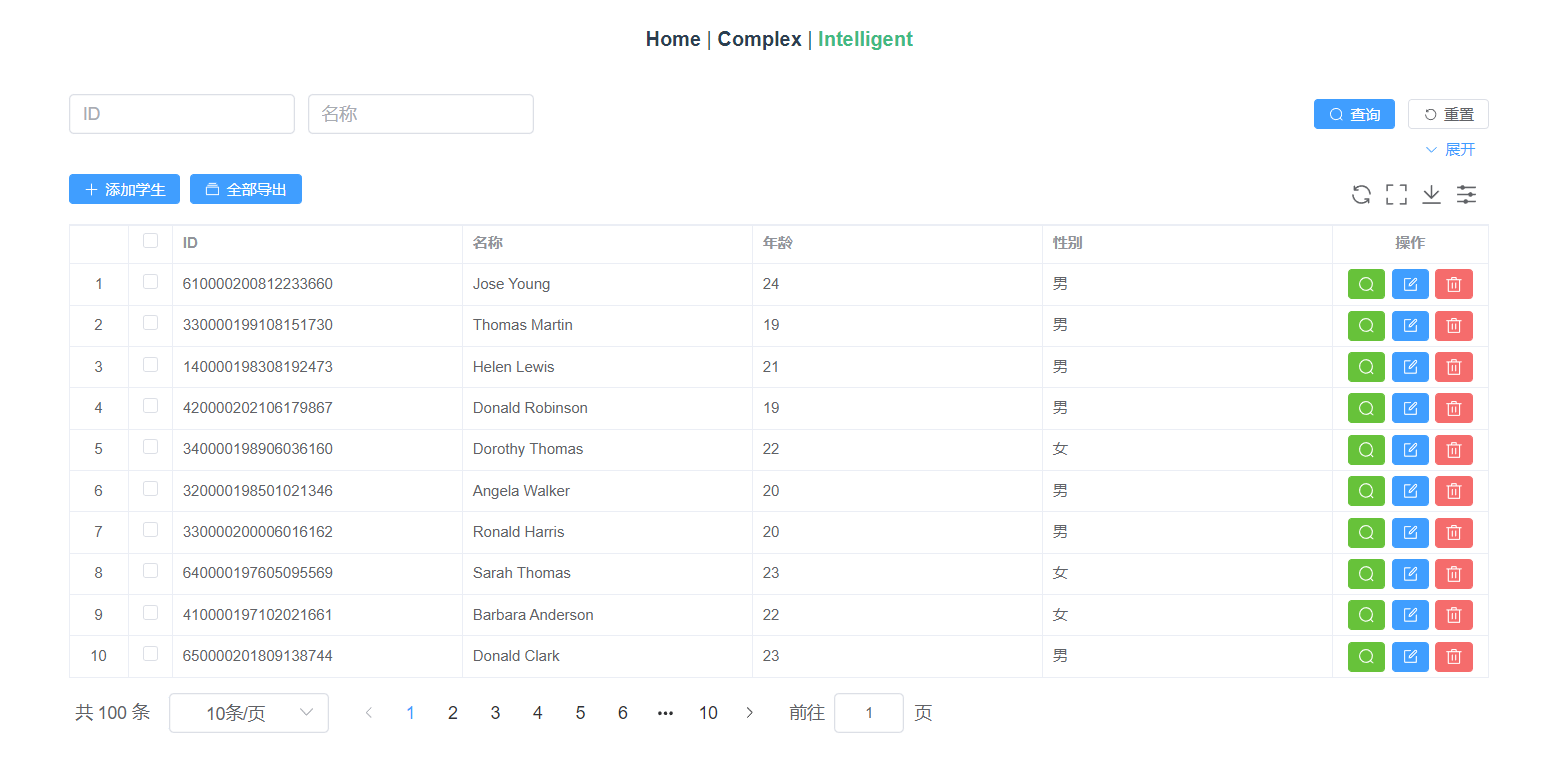 Home | Complex | Intelligent
ID 名称 查询 重置
展开
添加学生 全部导出
ID 名称 年龄 性别 操作
1 610000200812233660 Jose Young 24 男
2 330000199108151730 Thomas Martin 19 男
3 140000198308192473 Helen Lewis 21 男
4 420000202106179867 Donald Robinson 19 男
5 340000198906036160 Dorothy Thomas 22 女
6 320000198501021346 Angela Walker 20 男
7 330000200006016162 Ronald Harris 20 男
8 640000197605095569 Sarah Thomas 23 女
9 410000197102021661 Barbara Anderson 22 女
10 650000201809138744 Donald Clark 23 男
共 100 条 10条/页 1 2 3 4 5 6 ••• 10 前往 1 页